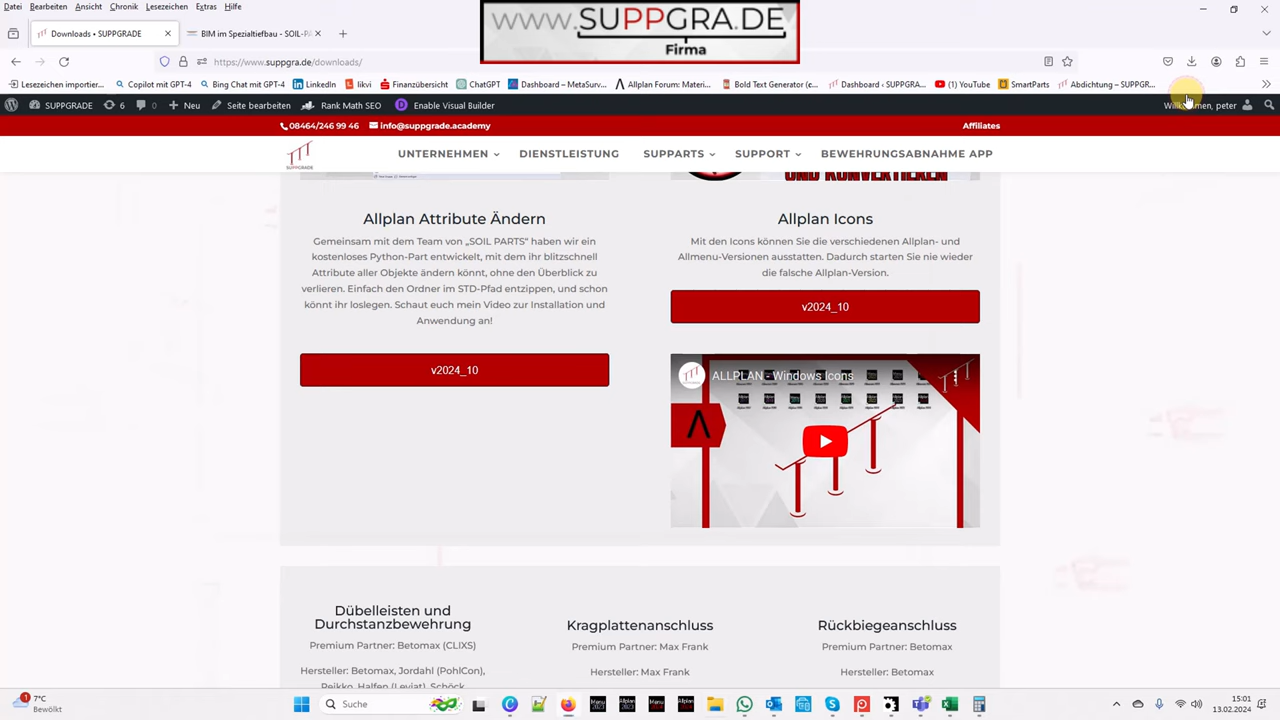 Datei Bearbeiten Ansicht Chronik Lesezeichen Extras Hilfe
WWW.SUPPGRA.DE
Firma
Downloads • SUPPGRADE
BIM im Spezialtiefbau - SOIL-PA
https://www.suppgra.de/downloads/
Lesezeichen importier... Copilot mit GPT-4 Bing Chat mit GPT-4 LinkedIn likvi Finanzübersicht ChatGPT Dashboard – MetaSurv... Allplan Forum: Materi... Bold Text Generator (e... Dashboard ‹ SUPPGRA... (1) YouTube SmartParts Abdichtung – SUPPGR...
SUPPGRADE 6 0 Neu Seite bearbeiten Rank Math SEO Enable Visual Builder
08464/246 99 46 info@suppgrade.academy Affiliates
SUPPGRADE
UNTERNEHMEN DIENSTLEISTUNG SUPPARTS SUPPORT BEWEHRUNGSABNAHME APP
UND KONVERTIEREN
Allplan Attribute Ändern
Gemeinsam mit dem Team von „SOIL PARTS“ haben wir ein
kostenloses Python-Part entwickelt, mit dem ihr blitzschnell
Attribute aller Objekte ändern könnt, ohne den Überblick zu
verlieren. Einfach den Ordner im STD-Pfad entzippen, und schon
könnt ihr loslegen. Schaut euch mein Video zur Installation und
Anwendung an!
v2024_10
Allplan Icons
Mit den Icons können Sie die verschiedenen Allplan- und
Allmenu-Versionen ausstatten. Dadurch starten Sie nie wieder
die falsche Allplan-Version.
v2024_10
ALLPLAN - Windows Icons
Dübelleisten und
Durchstanzbewehrung
Premium Partner: Betomax (CLIXS)
Hersteller: Betomax, Jordahl (PohlCon),
Peikko, Halfen (Leviat), Schöck
Kragplattenanschluss
Premium Partner: Max Frank
Hersteller: Max Frank
Rückbiegeanschluss
Premium Partner: Betomax
Hersteller: Betomax
7°C
Bewölkt
Suche
15:01
13.02.2024